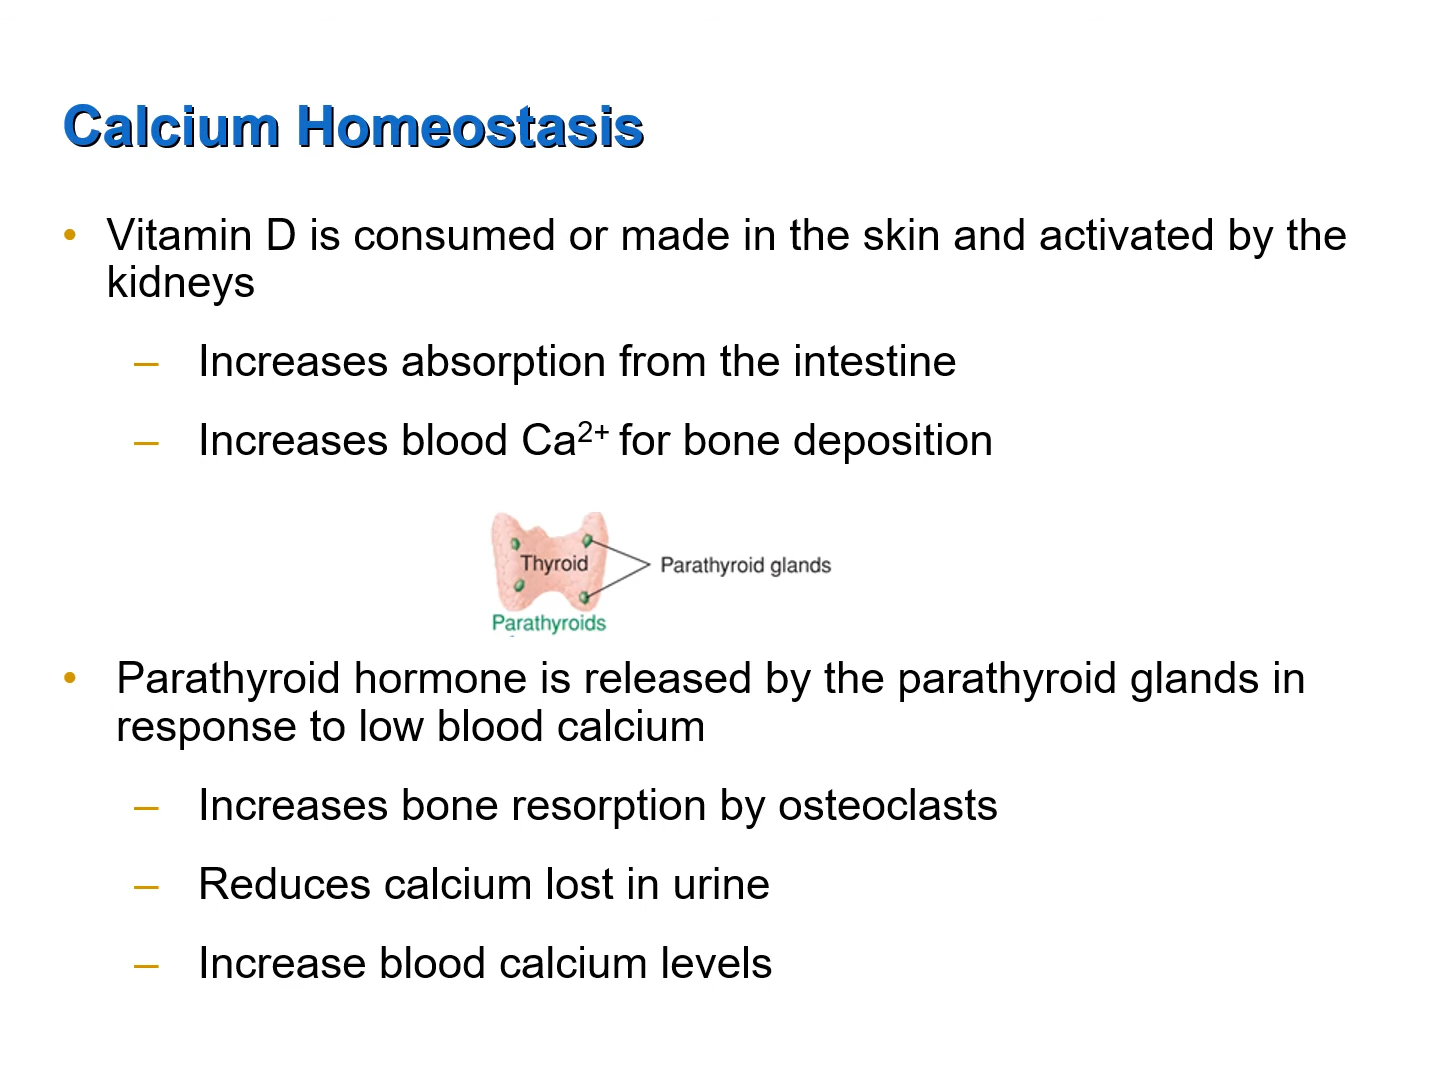 Calcium Homeostasis
• Vitamin D is consumed or made in the skin and activated by the
kidneys
– Increases absorption from the intestine
– Increases blood Ca²⁺ for bone deposition
Thyroid
Parathyroid glands
Parathyroids
• Parathyroid hormone is released by the parathyroid glands in
response to low blood calcium
– Increases bone resorption by osteoclasts
– Reduces calcium lost in urine
– Increase blood calcium levels